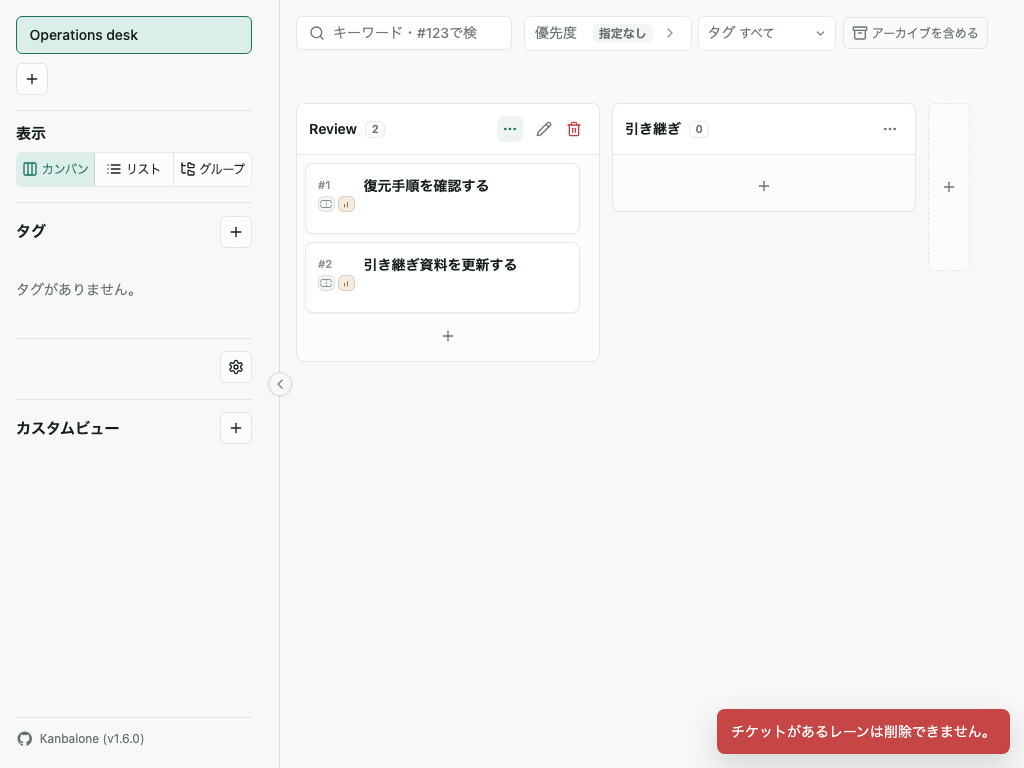 Operations desk
表示
カンバン
リスト
グループ
タグ
タグがありません。
カスタムビュー
Kanbalone (v1.6.0)
キーワード・#123で検
優先度 指定なし
タグ すべて
アーカイブを含める
Review 2
#1 復元手順を確認する
#2 引き継ぎ資料を更新する
引き継ぎ 0
チケットがあるレーンは削除できません。